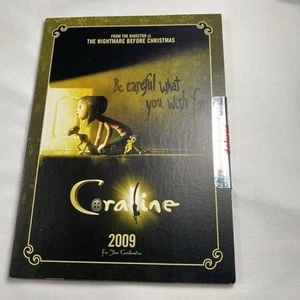 FROM THE DIRECTOR OF
THE NIGHTMARE BEFORE CHRISTMAS
Be careful what
you wish for
Coraline
2009
For Your Consideration